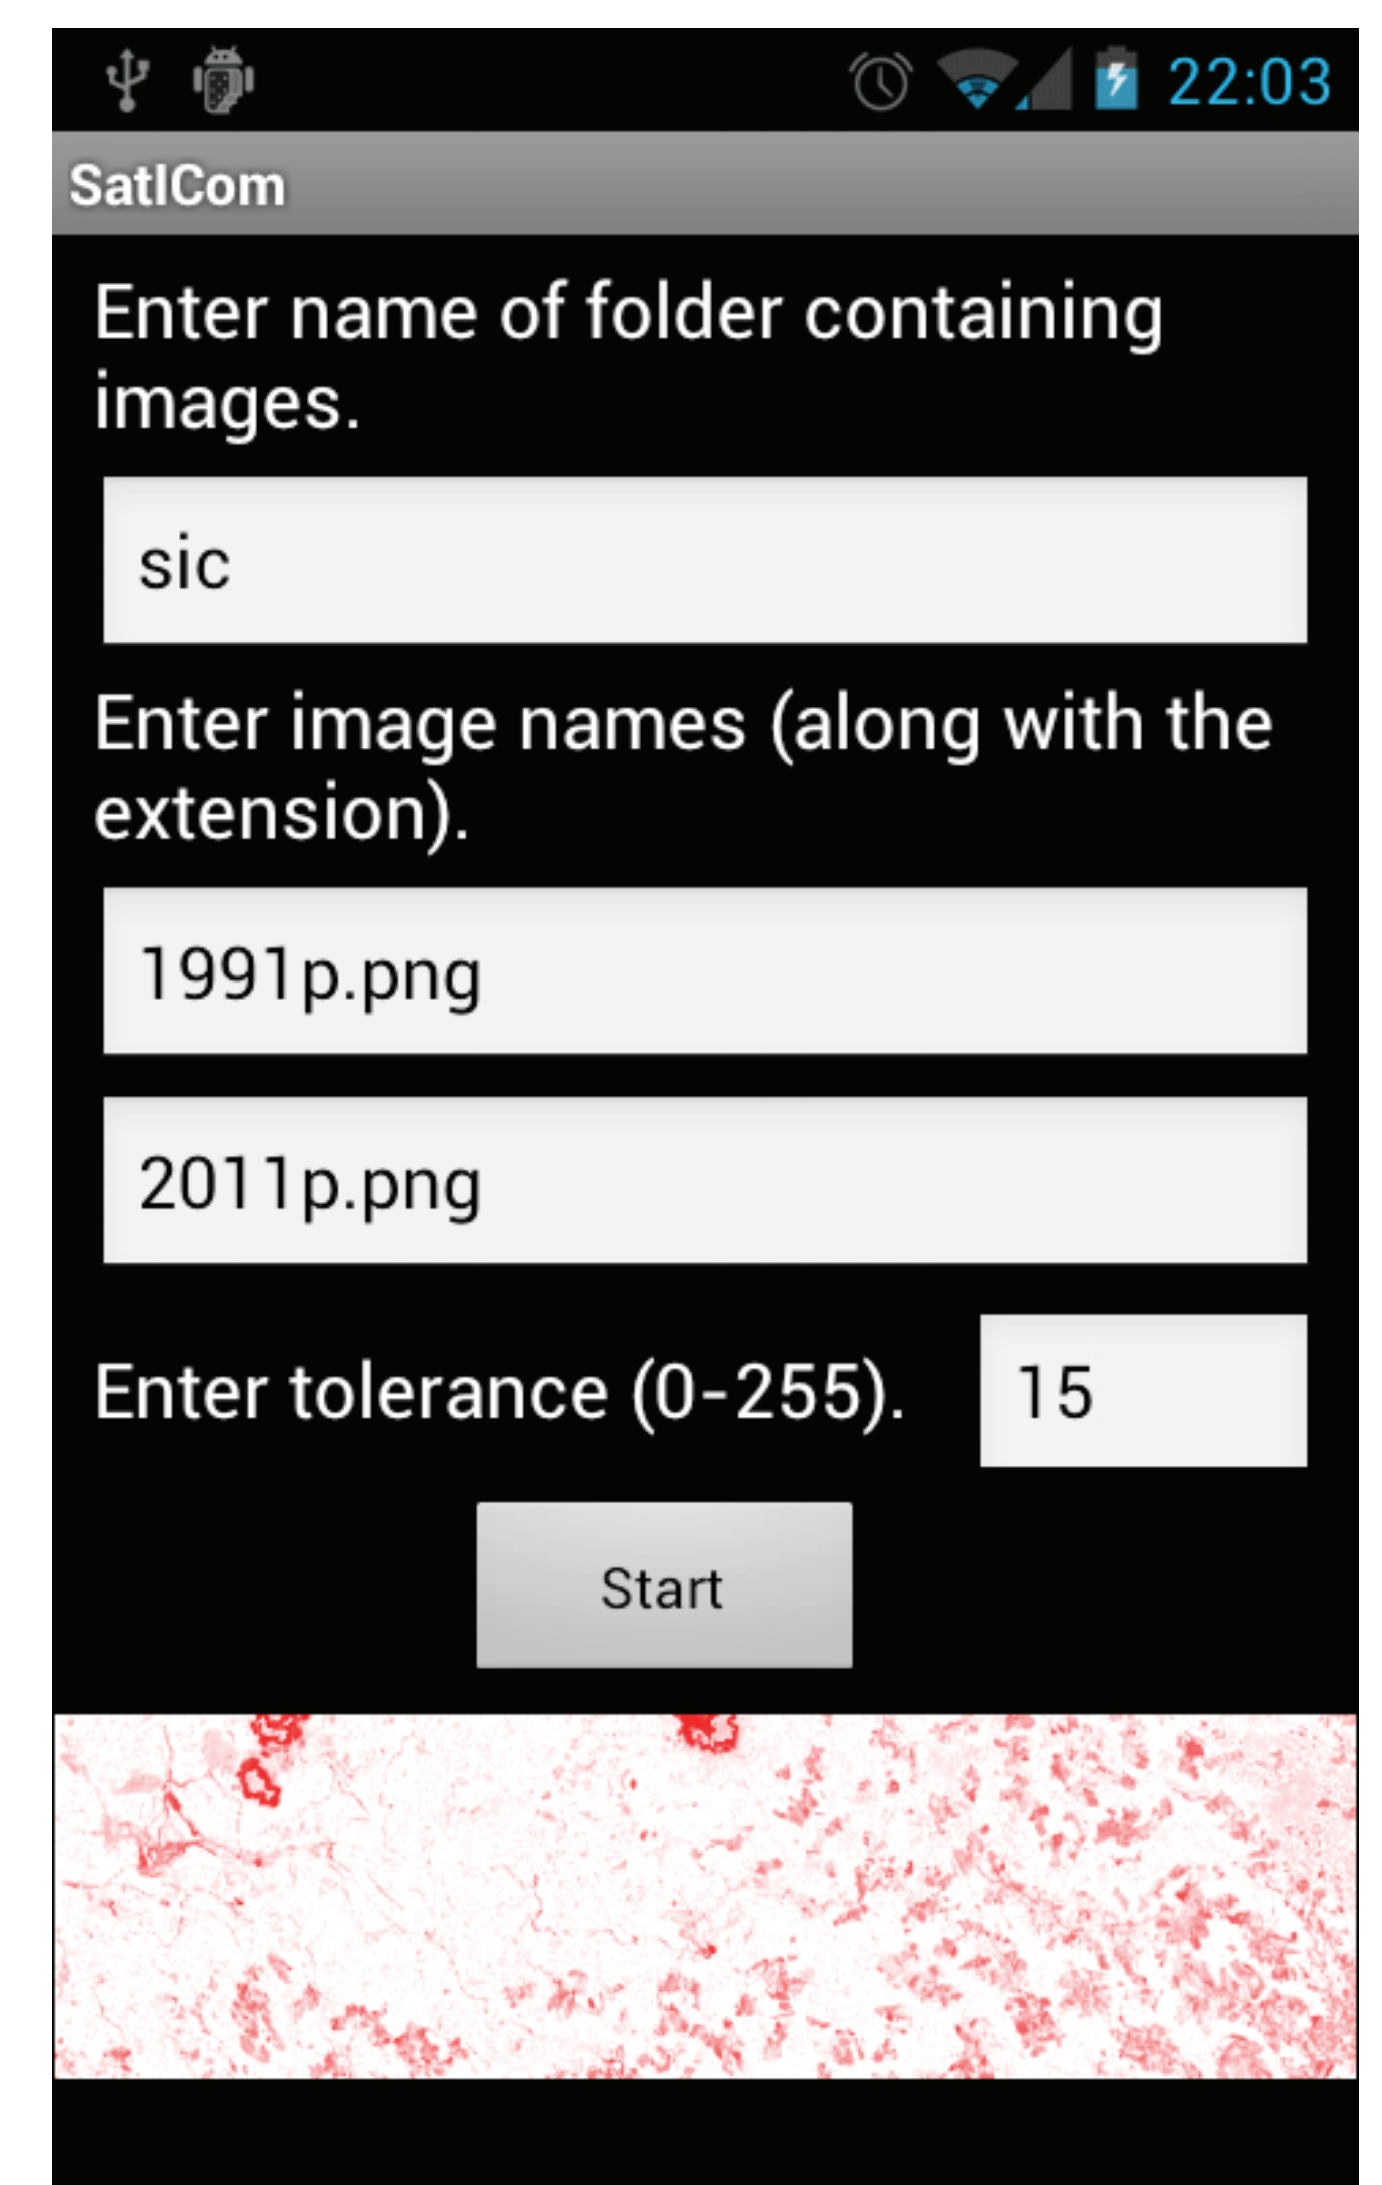 22:03
SatICom
Enter name of folder containing
images.
sic
Enter image names (along with the
extension).
1991p.png
2011p.png
Enter tolerance (0-255).
15
Start